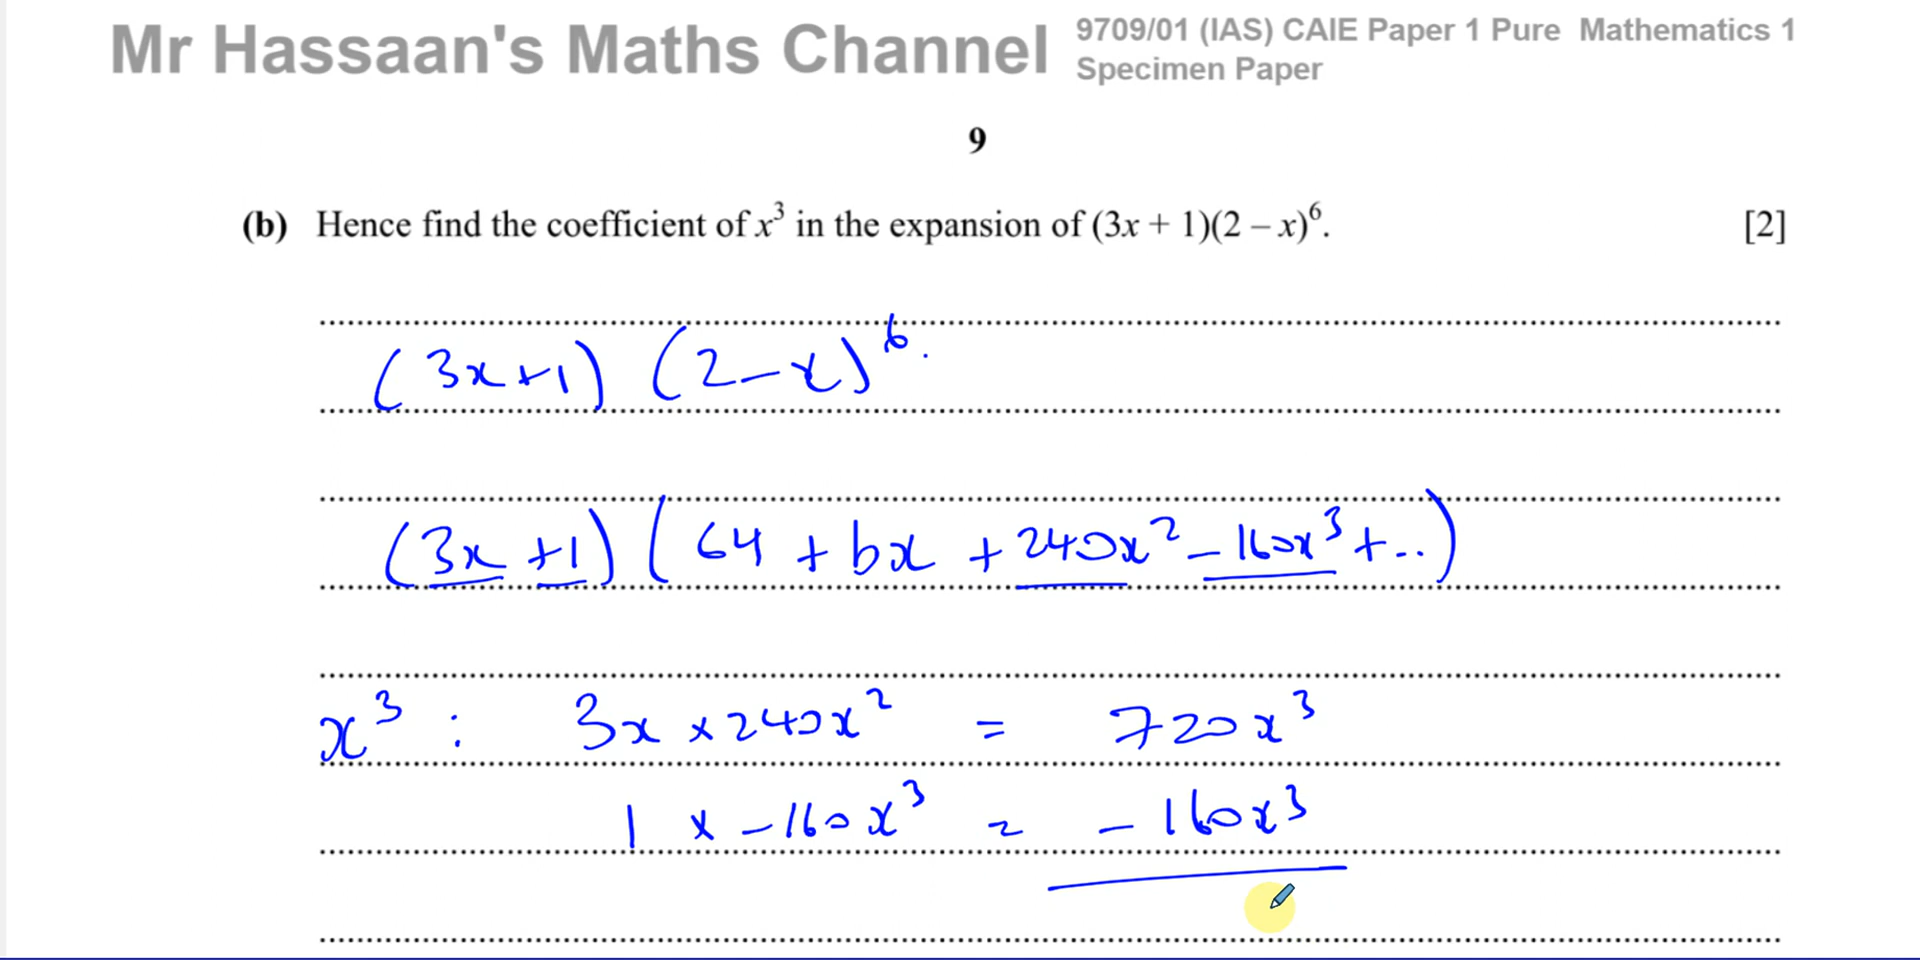 Mr Hassaan's Maths Channel
9709/01 (IAS) CAIE Paper 1 Pure Mathematics 1
Specimen Paper
9
(b) Hence find the coefficient of x³ in the expansion of (3x + 1)(2 – x)⁶. [2]
(3x+1) (2-x)⁶.
(3x+1) (64 + bx + 240x² - 160x³ + ..)
x³ : 3x × 240x² = 720x³
1 × -160x³ = - 160x³